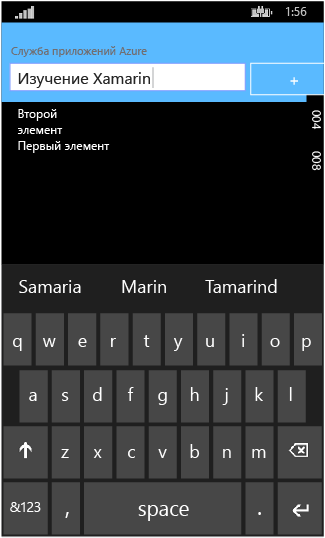 1:56
Служба приложений Azure
Изучение Xamarin
+
Второй
элемент
Первый элемент
004
008
Samaria Marin Tamarind
q w e r t y u i o p
a s d f g h j k l
z x c v b n m
&123 , space .